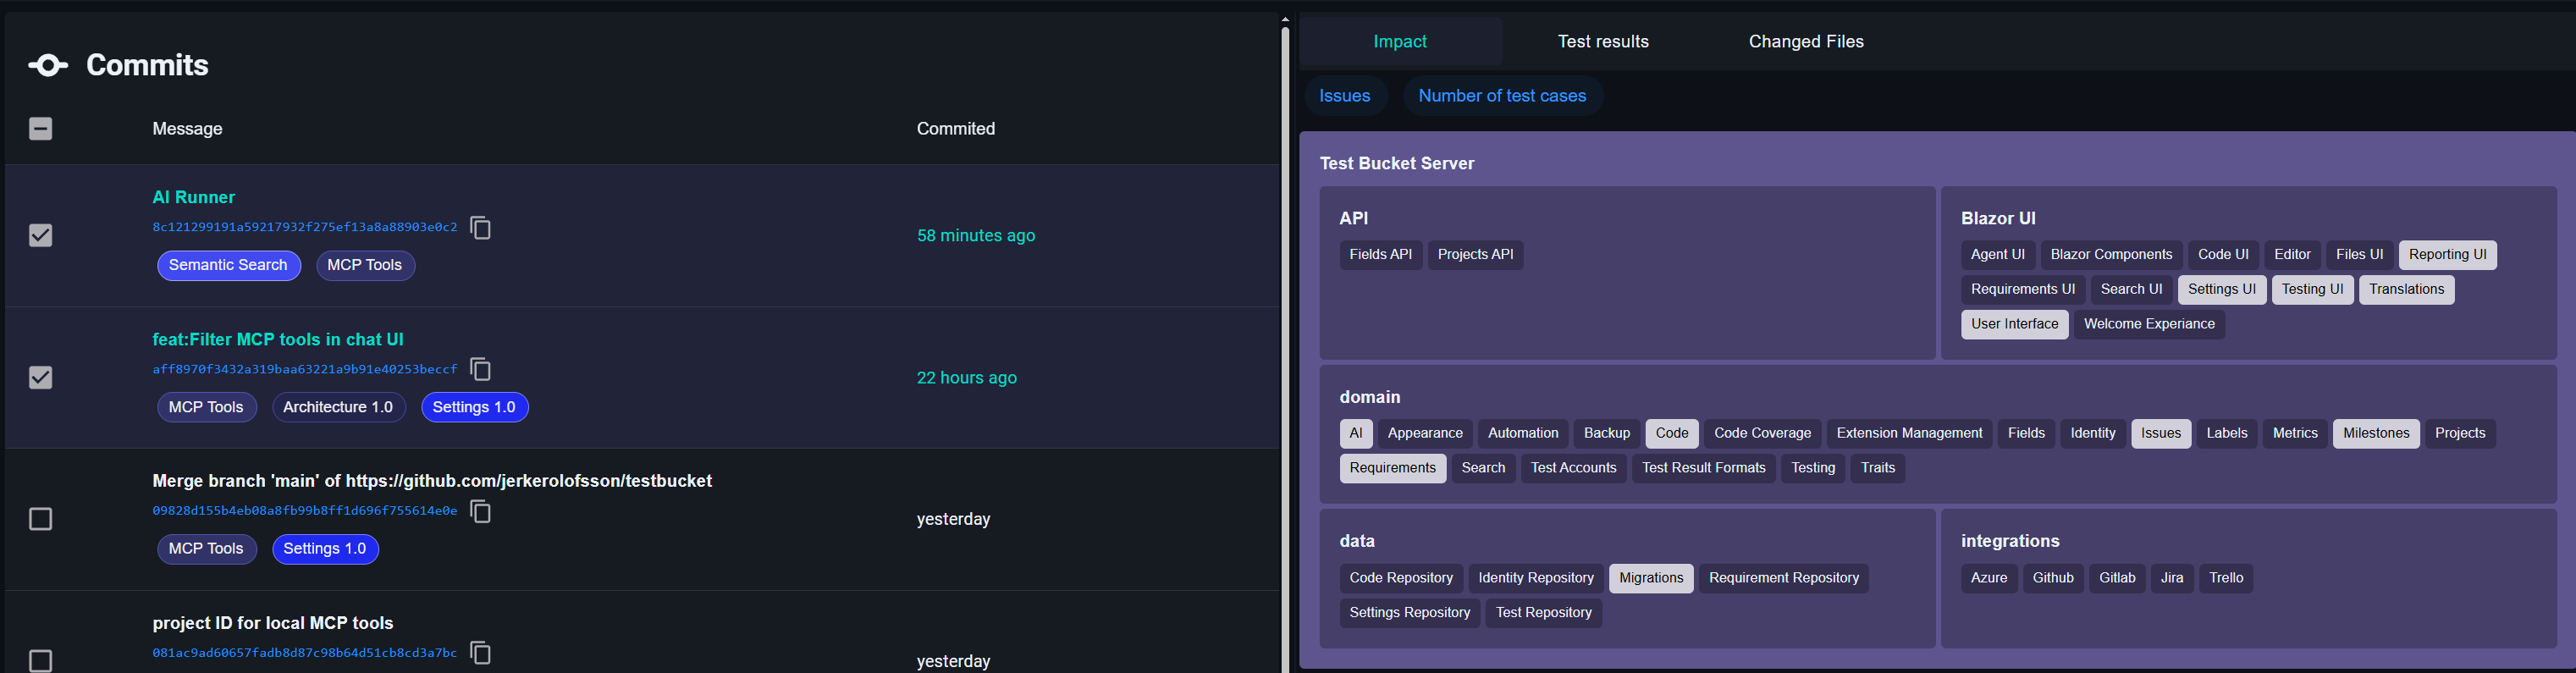 Commits
Message Commited
AI Runner
8c121299191a59217932f275ef13a8a88903e0c2
58 minutes ago
Semantic Search MCP Tools
feat:Filter MCP tools in chat UI
aff8970f3432a319baa63221a9b91e40253beccf
22 hours ago
MCP Tools Architecture 1.0 Settings 1.0
Merge branch 'main' of https://github.com/jerkerolofsson/testbucket
09828d155b4eb08a8fb99b8ff1d696f755614e0e
yesterday
MCP Tools Settings 1.0
project ID for local MCP tools
081ac9ad60657fadb8d87c98b64d51cb8cd3a7bc
yesterday
Impact Test results Changed Files
Issues Number of test cases
Test Bucket Server
API
Fields API Projects API
Blazor UI
Agent UI Blazor Components Code UI Editor Files UI Reporting UI
Requirements UI Search UI Settings UI Testing UI Translations
User Interface Welcome Experiance
domain
AI Appearance Automation Backup Code Code Coverage Extension Management Fields Identity Issues Labels Metrics Milestones Projects
Requirements Search Test Accounts Test Result Formats Testing Traits
data
Code Repository Identity Repository Migrations Requirement Repository
Settings Repository Test Repository
integrations
Azure Github Gitlab Jira Trello